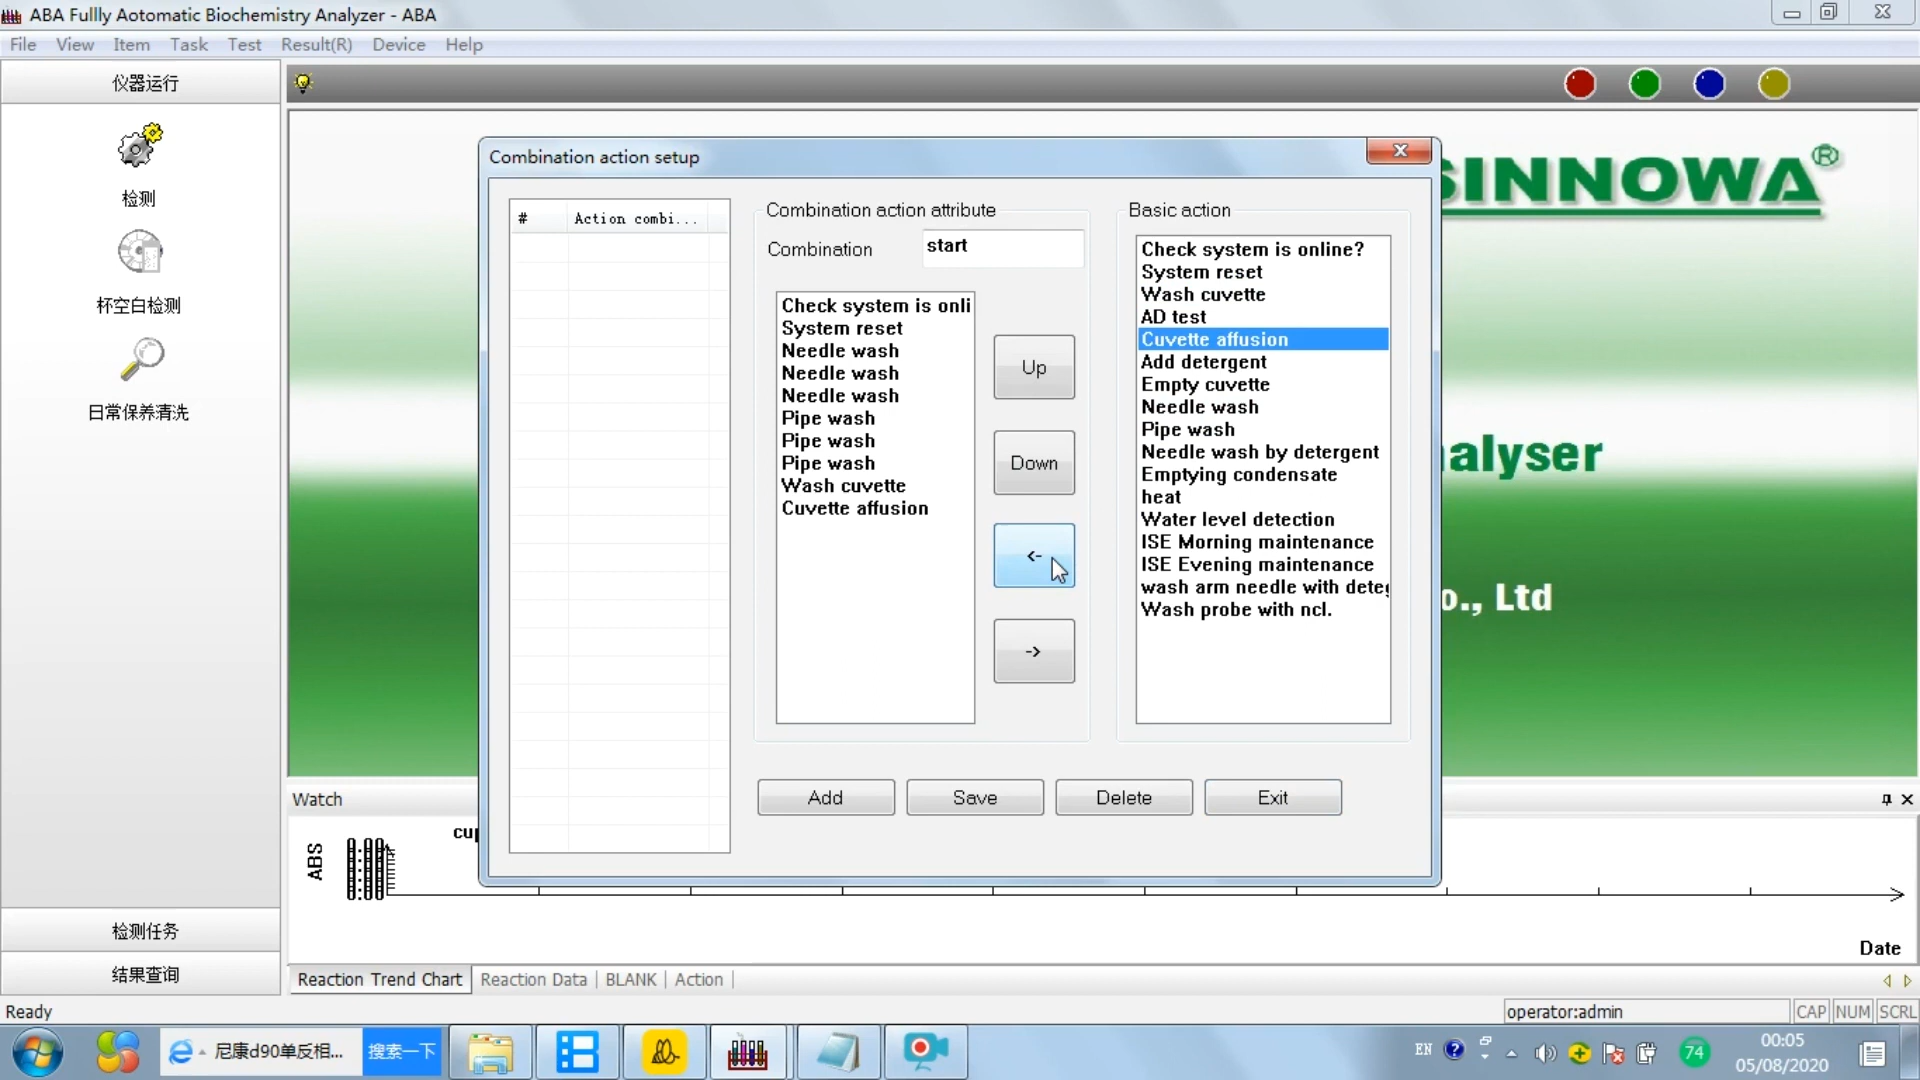 ABA Fullly Aotomatic Biochemistry Analyzer - ABA
File View Item Task Test Result(R) Device Help
仪器运行
检测
杯空白检测
日常保养清洗
检测任务
结果查询
SINNOWA®
alyser
o., Ltd
Combination action setup
X
# Action combi...
Combination action attribute
Combination start
Check system is onli
System reset
Needle wash
Needle wash
Needle wash
Pipe wash
Pipe wash
Pipe wash
Wash cuvette
Cuvette affusion
Up
Down
<-
->
Basic action
Check system is online?
System reset
Wash cuvette
AD test
Cuvette affusion
Add detergent
Empty cuvette
Needle wash
Pipe wash
Needle wash by detergent
Emptying condensate
heat
Water level detection
ISE Morning maintenance
ISE Evening maintenance
wash arm needle with dete
Wash probe with ncl.
Add Save Delete Exit
Watch
cu
ABS
Date
Reaction Trend Chart Reaction Data BLANK Action
Ready
operator:admin CAP NUM SCRL
尼康d90单反相... 搜索一下
EN 74
00:05
05/08/2020